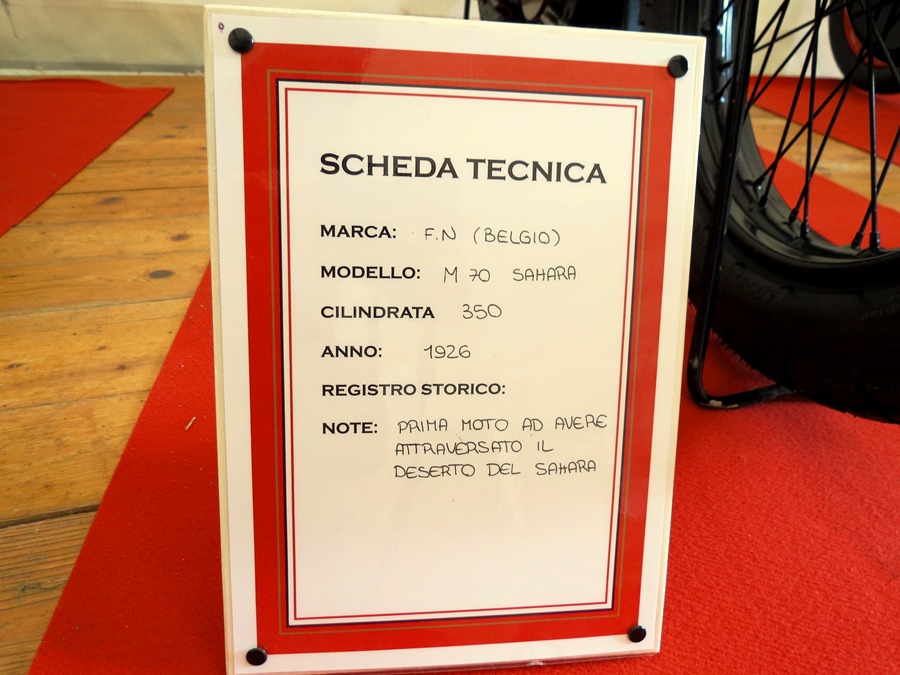 SCHEDA TECNICA
MARCA: F.N (BELGIO)
MODELLO: M 70 SAHARA
CILINDRATA 350
ANNO: 1926
REGISTRO STORICO:
NOTE: PRIMA MOTO AD AVERE
ATTRAVERSATO IL
DESERTO DEL SAHARA